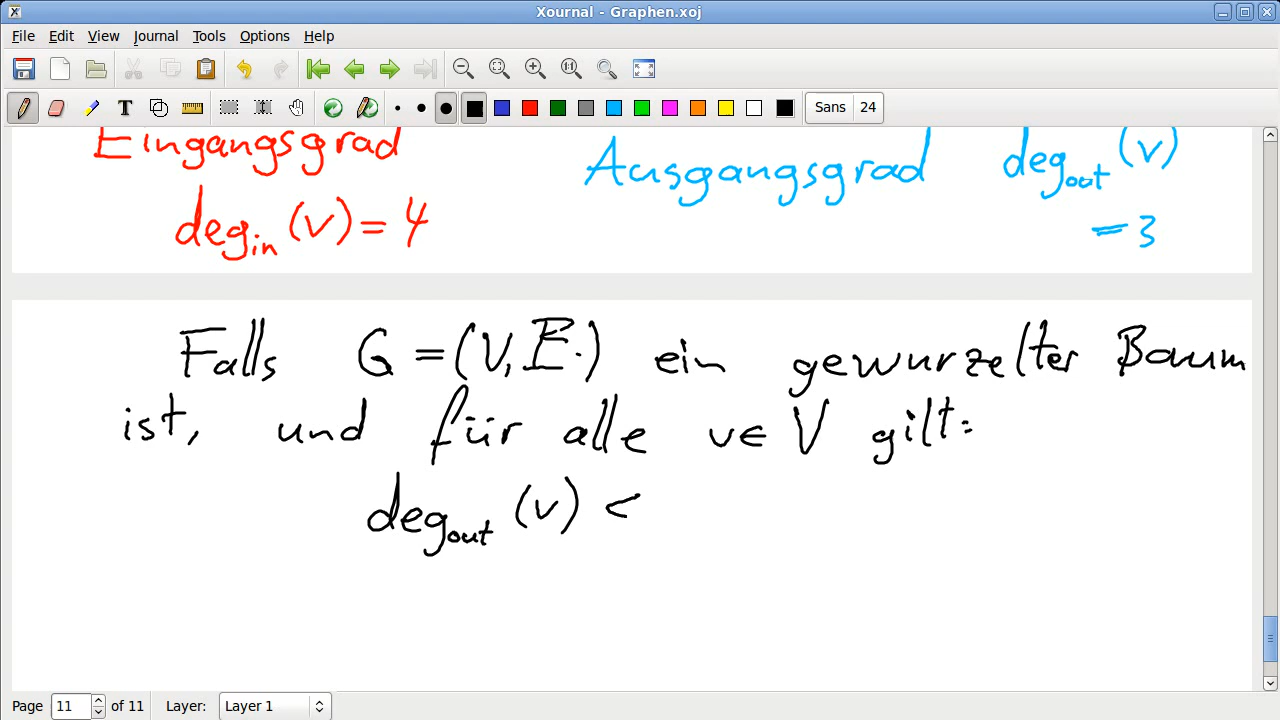 Xournal - Graphen.xoj
File Edit View Journal Tools Options Help
Sans 24
Eingangsgrad
deg_in (v) = 4
Ausgangsgrad deg_out (v)
= 3
Falls G = (V, E) ein gewurzelter Baum
ist, und für alle v ∈ V gilt:
deg_out (v) <
Page 11 of 11 Layer: Layer 1